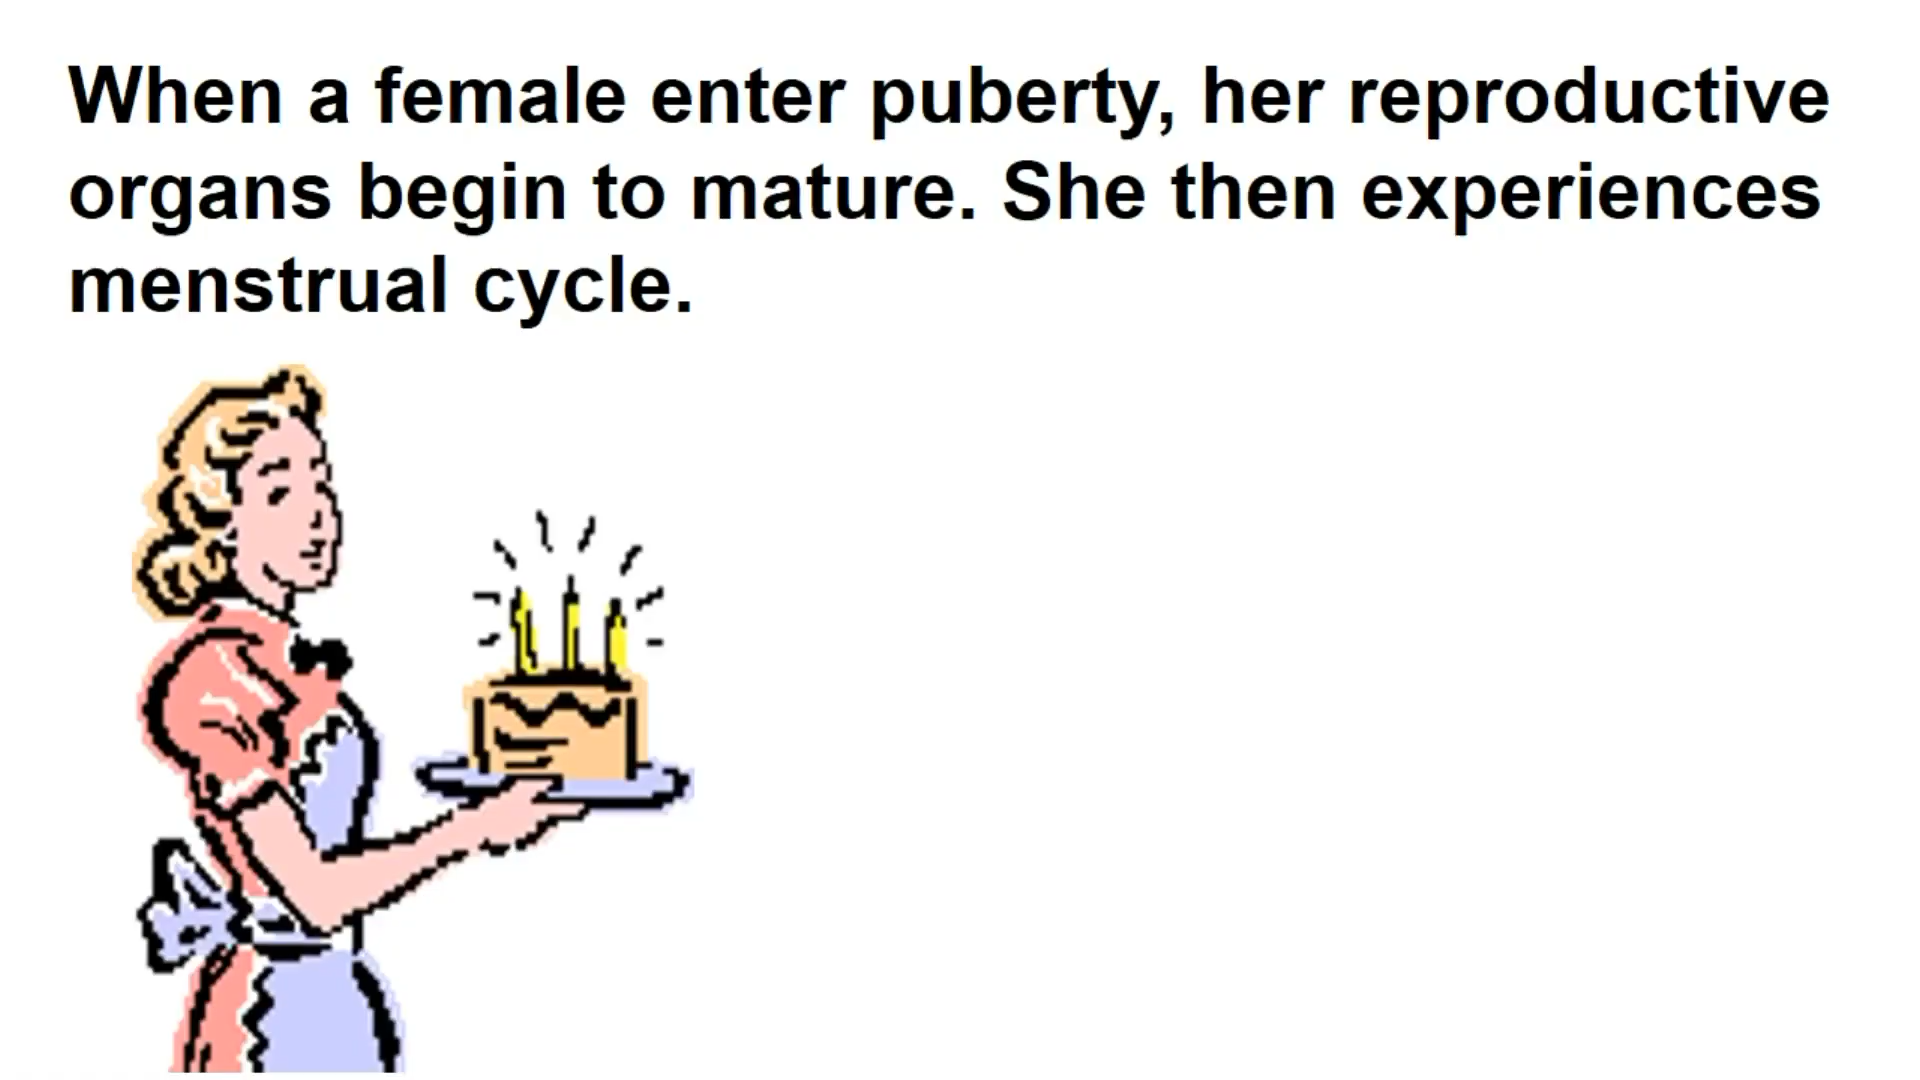 When a female enter puberty, her reproductive
organs begin to mature. She then experiences
menstrual cycle.